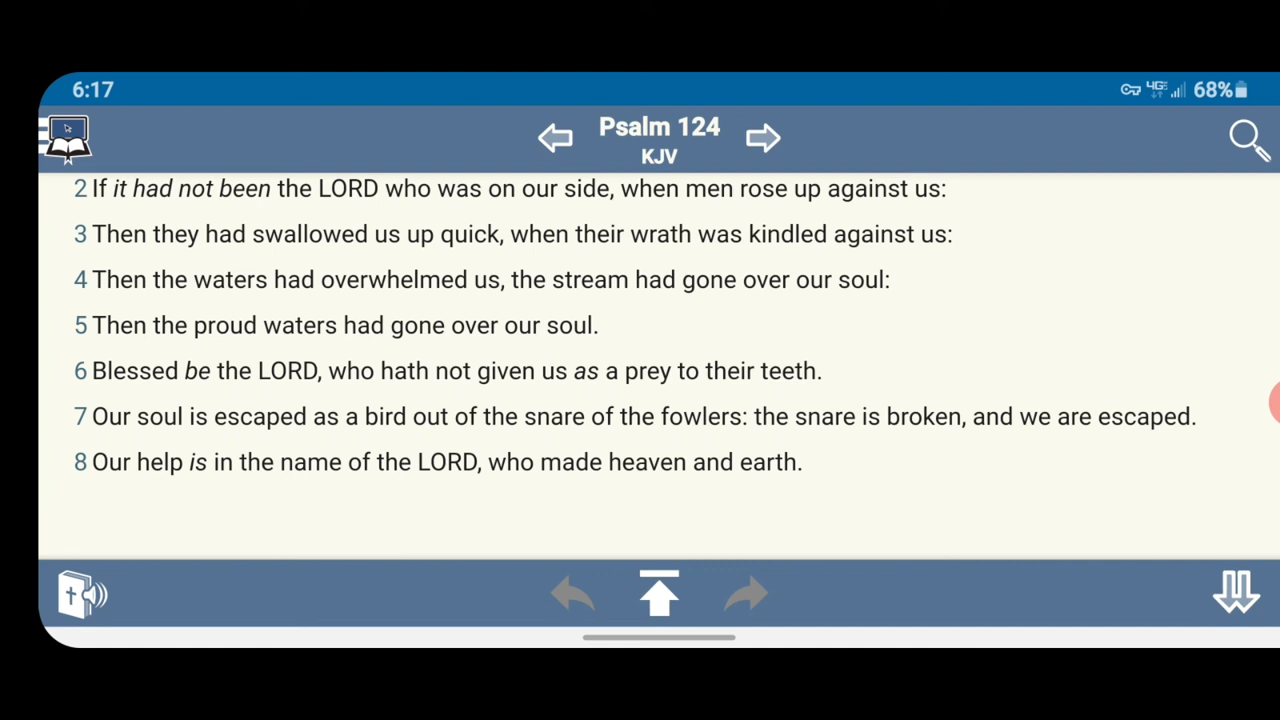 6:17 4GE 68%
Psalm 124
KJV
2 If it had not been the LORD who was on our side, when men rose up against us:
3 Then they had swallowed us up quick, when their wrath was kindled against us:
4 Then the waters had overwhelmed us, the stream had gone over our soul:
5 Then the proud waters had gone over our soul.
6 Blessed be the LORD, who hath not given us as a prey to their teeth.
7 Our soul is escaped as a bird out of the snare of the fowlers: the snare is broken, and we are escaped.
8 Our help is in the name of the LORD, who made heaven and earth.